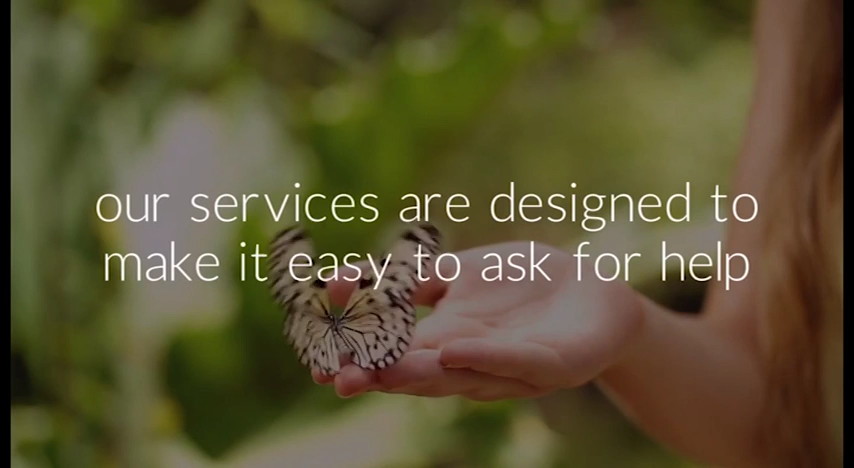 our services are designed to
make it easy to ask for help